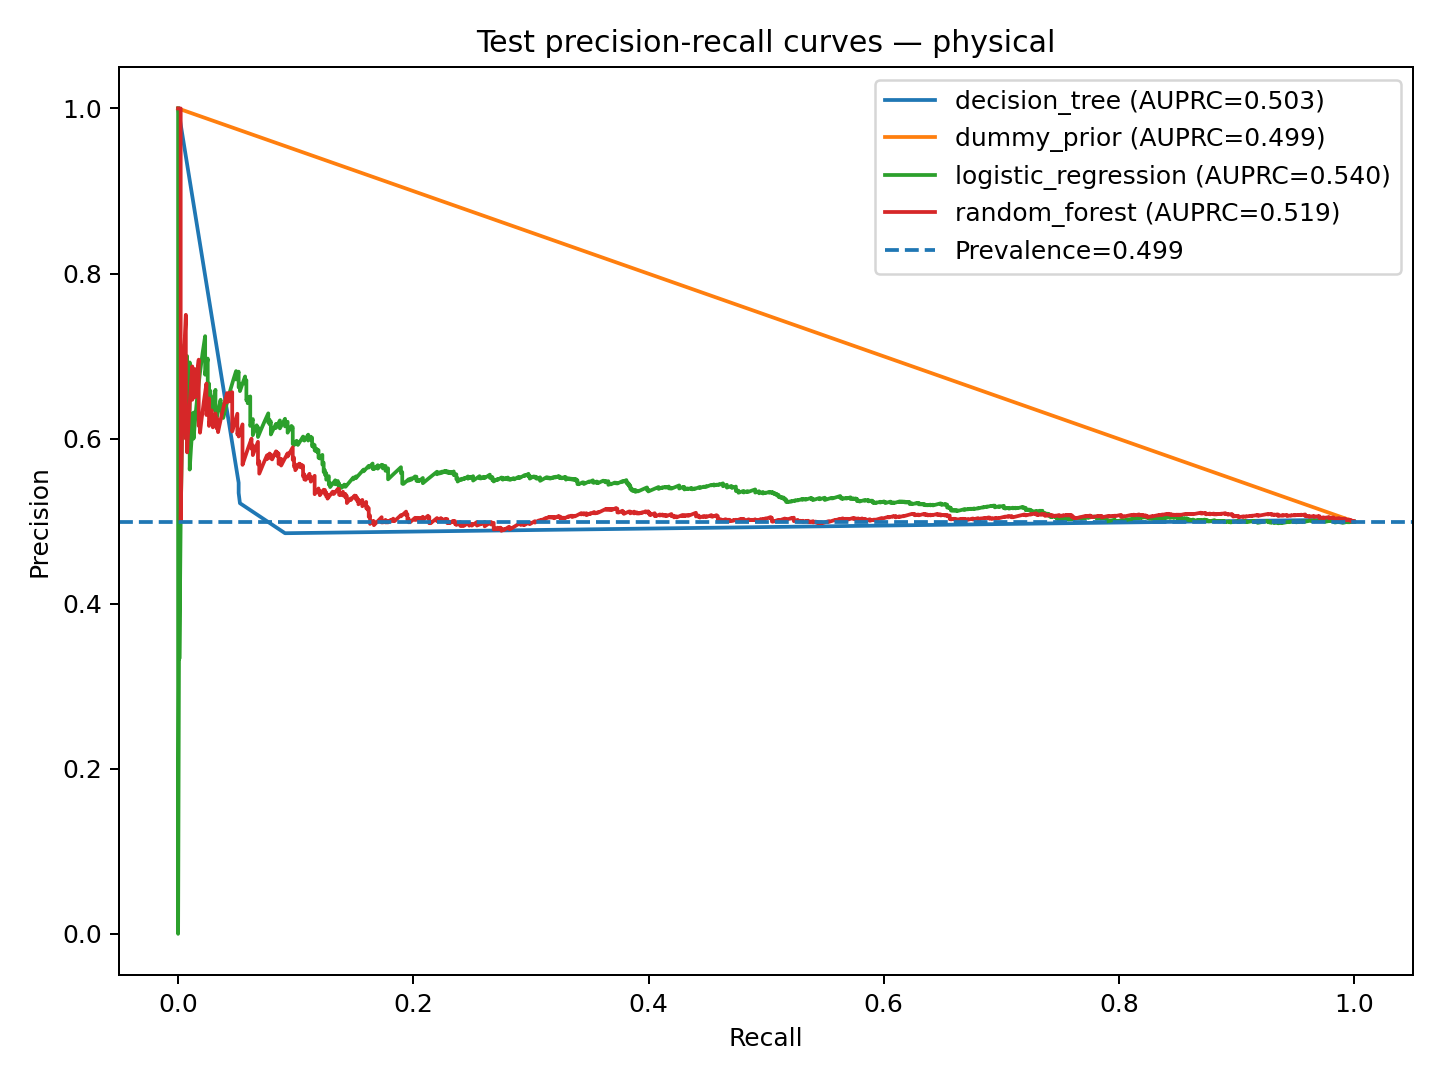 Test precision-recall curves — physical
decision_tree (AUPRC=0.503)
dummy_prior (AUPRC=0.499)
logistic_regression (AUPRC=0.540)
random_forest (AUPRC=0.519)
Prevalence=0.499
Precision
1.0
0.8
0.6
0.4
0.2
0.0
0.0 0.2 0.4 0.6 0.8 1.0
Recall